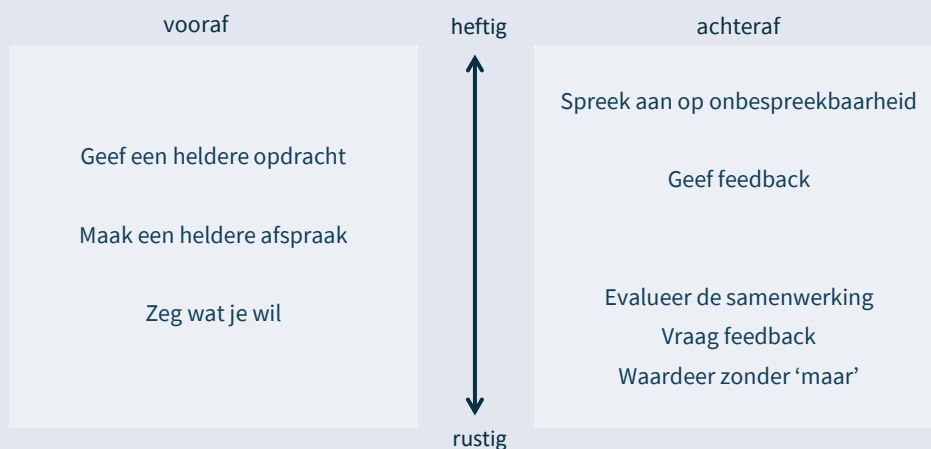 vooraf
heftig
achteraf
Geef een heldere opdracht
Maak een heldere afspraak
Zeg wat je wil
Spreek aan op onbespreekbaarheid
Geef feedback
Evalueer de samenwerking
Vraag feedback
Waardeer zonder ‘maar’
rustig